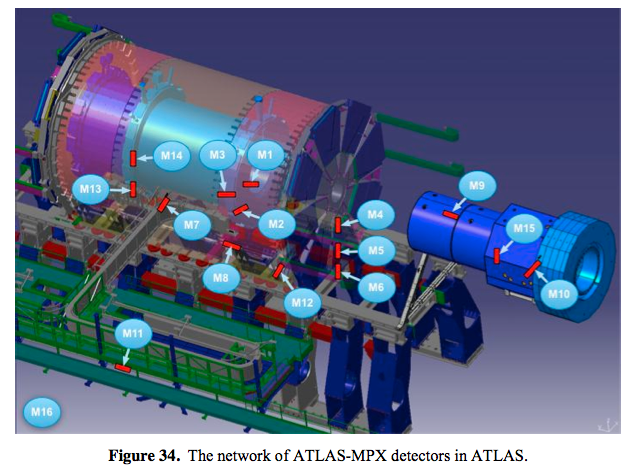 M14
M3
M1
M13
M9
M7
M2
M4
M15
M5
M8
M6
M10
M12
M11
M16
Figure 34. The network of ATLAS-MPX detectors in ATLAS.